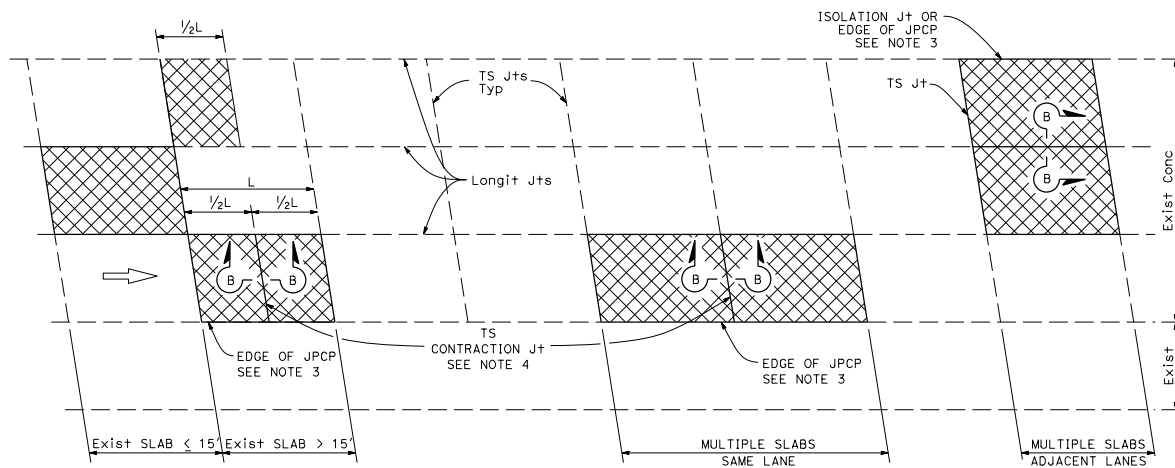 ½L
ISOLATION Jt OR
EDGE OF JPCP
SEE NOTE 3
TS Jts
Typ
TS Jt
B
B
L
½L
½L
Longit Jts
Exist Conc
B
B
B
B
TS
CONTRACTION Jt
SEE NOTE 4
EDGE OF JPCP
SEE NOTE 3
EDGE OF JPCP
SEE NOTE 3
Exist
Exist SLAB ≤ 15'
Exist SLAB > 15'
MULTIPLE SLABS
SAME LANE
MULTIPLE SLABS
ADJACENT LANES